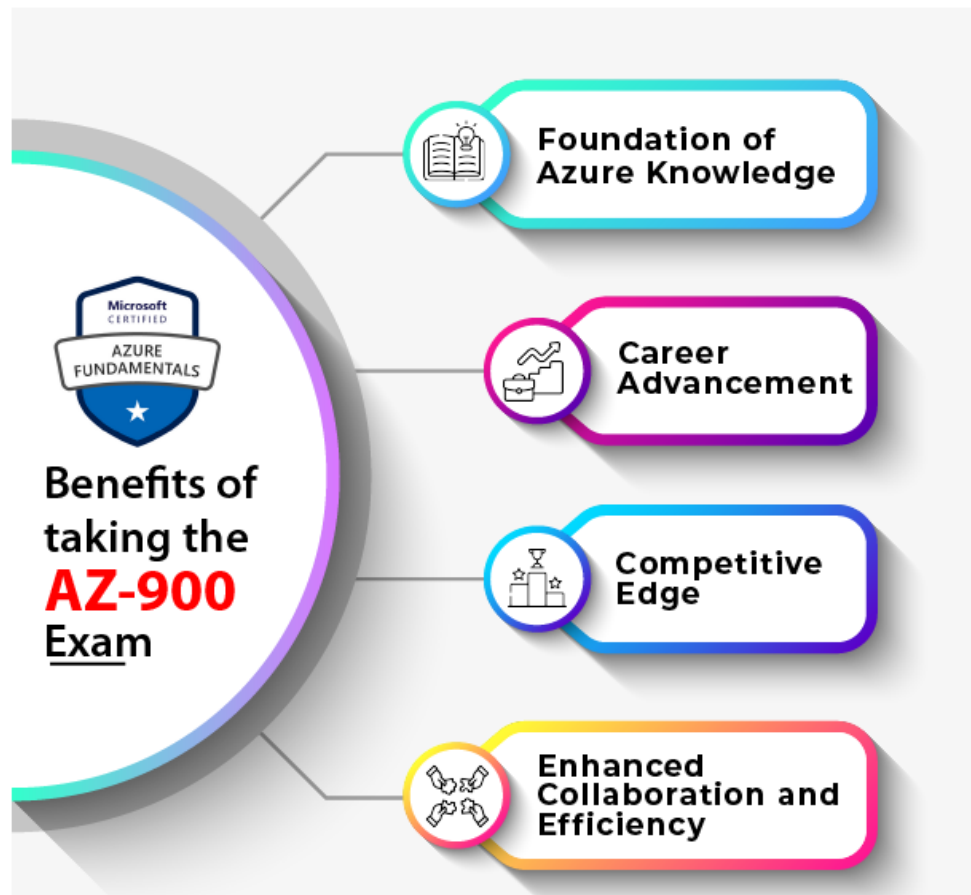 Microsoft
CERTIFIED
AZURE
FUNDAMENTALS
Benefits of
taking the
AZ-900
Exam
Foundation of
Azure Knowledge
Career
Advancement
Competitive
Edge
Enhanced
Collaboration and
Efficiency